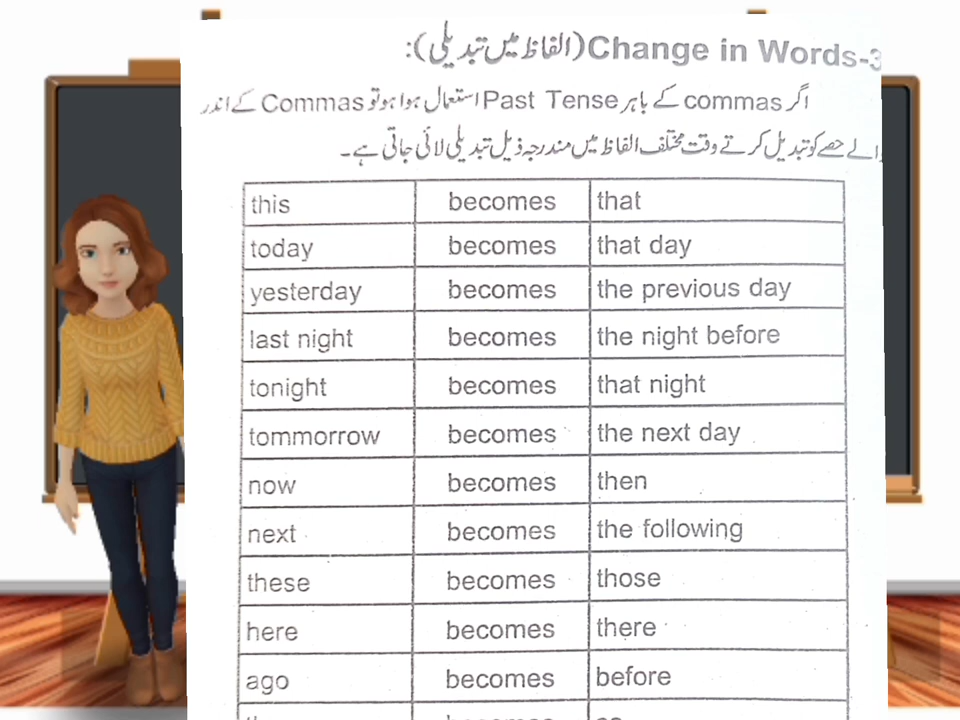 3-Change in Words(الفاظ میں تبدیلی):
اگر commas کے باہر Past Tense استعمال ہوا ہو تو Commas کے اندر
والے حصے کو تبدیل کرتے وقت مختلف الفاظ میں مندرجہ ذیل تبدیلی لائی جاتی ہے۔
this becomes that
today becomes that day
yesterday becomes the previous day
last night becomes the night before
tonight becomes that night
tommorrow becomes the next day
now becomes then
next becomes the following
these becomes those
here becomes there
ago becomes before